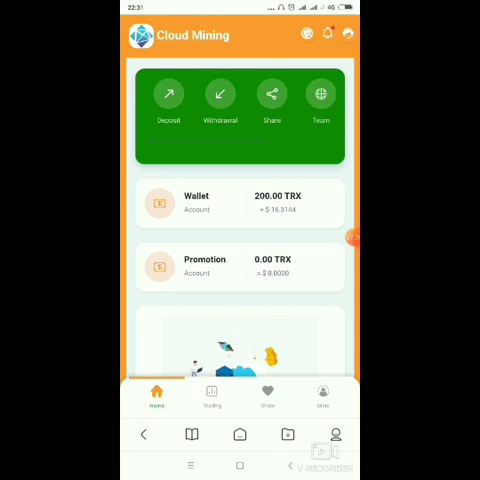 22:31
... 4G
Cloud Mining
Deposit
Withdrawal
Share
Team
Wallet
200.00 TRX
Account
≈ $ 16.3144
Promotion
0.00 TRX
Account
≈ $ 0.0000
Home
Trading
Share
Mine
V RECORDER